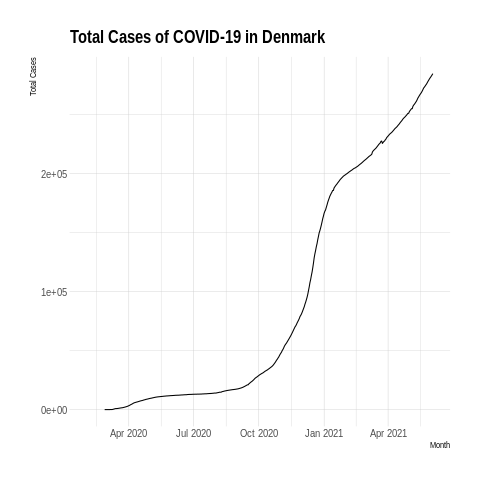 Total Cases of COVID-19 in Denmark
Total Cases
2e+05
1e+05
0e+00
Apr 2020 Jul 2020 Oct 2020 Jan 2021 Apr 2021
Month